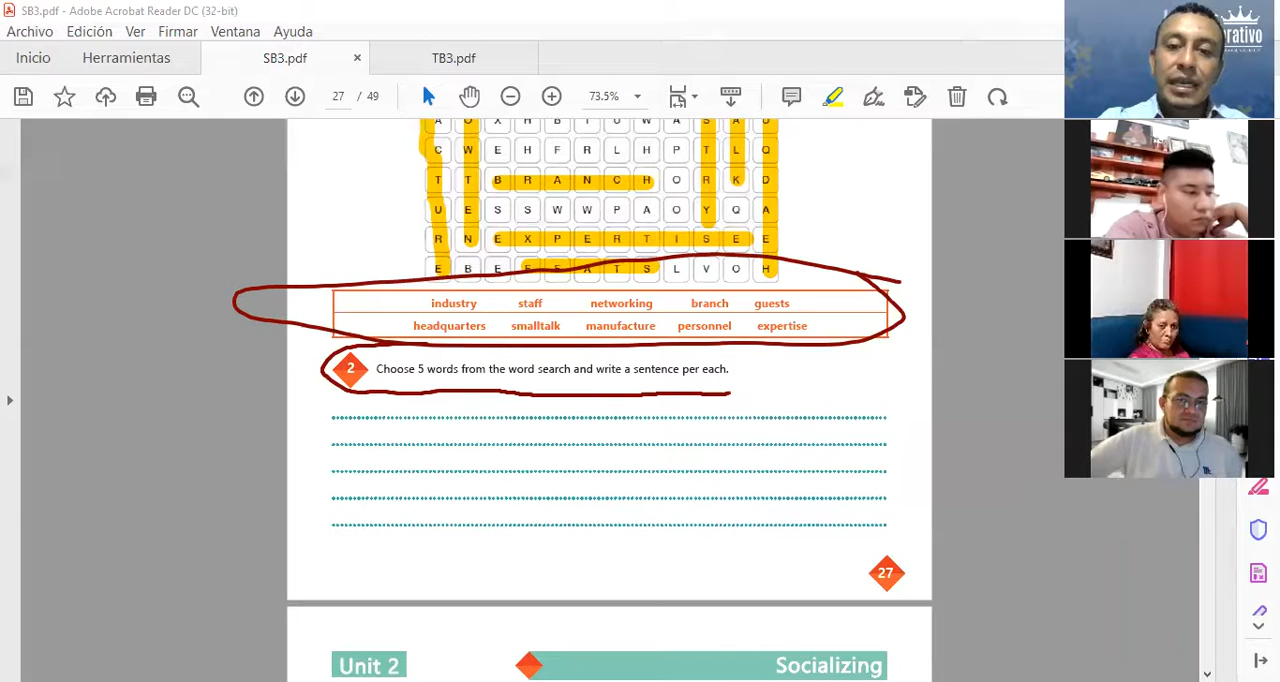 SB3.pdf - Adobe Acrobat Reader DC (32-bit)
Archivo Edición Ver Firmar Ventana Ayuda
Inicio Herramientas SB3.pdf × TB3.pdf
27 / 49 73.5%
rativo
A O X H B I U W A S A U
C W E H F R L H P T L Q
T T B R A N C H O R K D
U E S S W W P A O Y Q A
R N E X P E R T I S E E
E B E E S A T S L V O H
industry staff networking branch guests
headquarters smalltalk manufacture personnel expertise
2 Choose 5 words from the word search and write a sentence per each.
27
Unit 2 Socializing